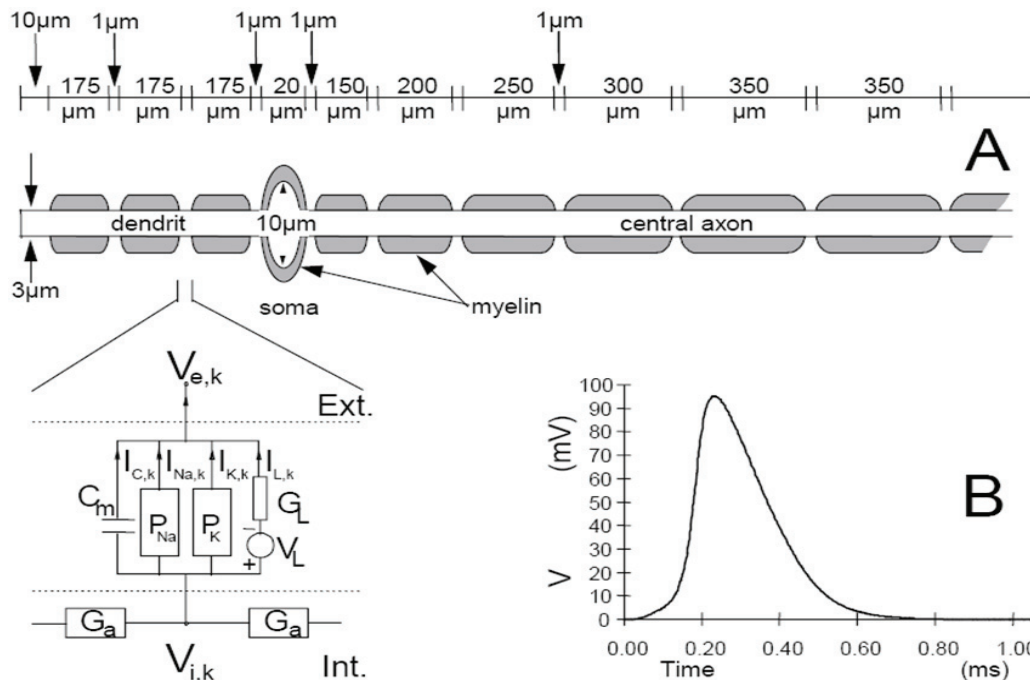 10µm 1µm 1µm 1µm 1µm
175 175 175 20 150 200 250 300 350 350
µm µm µm µm µm µm µm µm µm µm
A
dendrit 10µm central axon
3µm
soma myelin
V e,k
Ext.
I C,k I Na,k I K,k I L,k
C m P Na P K G L
V L
G a G a
V i,k Int.
100
90
80
70
60
50
40
30
20
10
0
V (mV)
B
0.00 0.20 0.40 0.60 0.80 1.00
Time (ms)